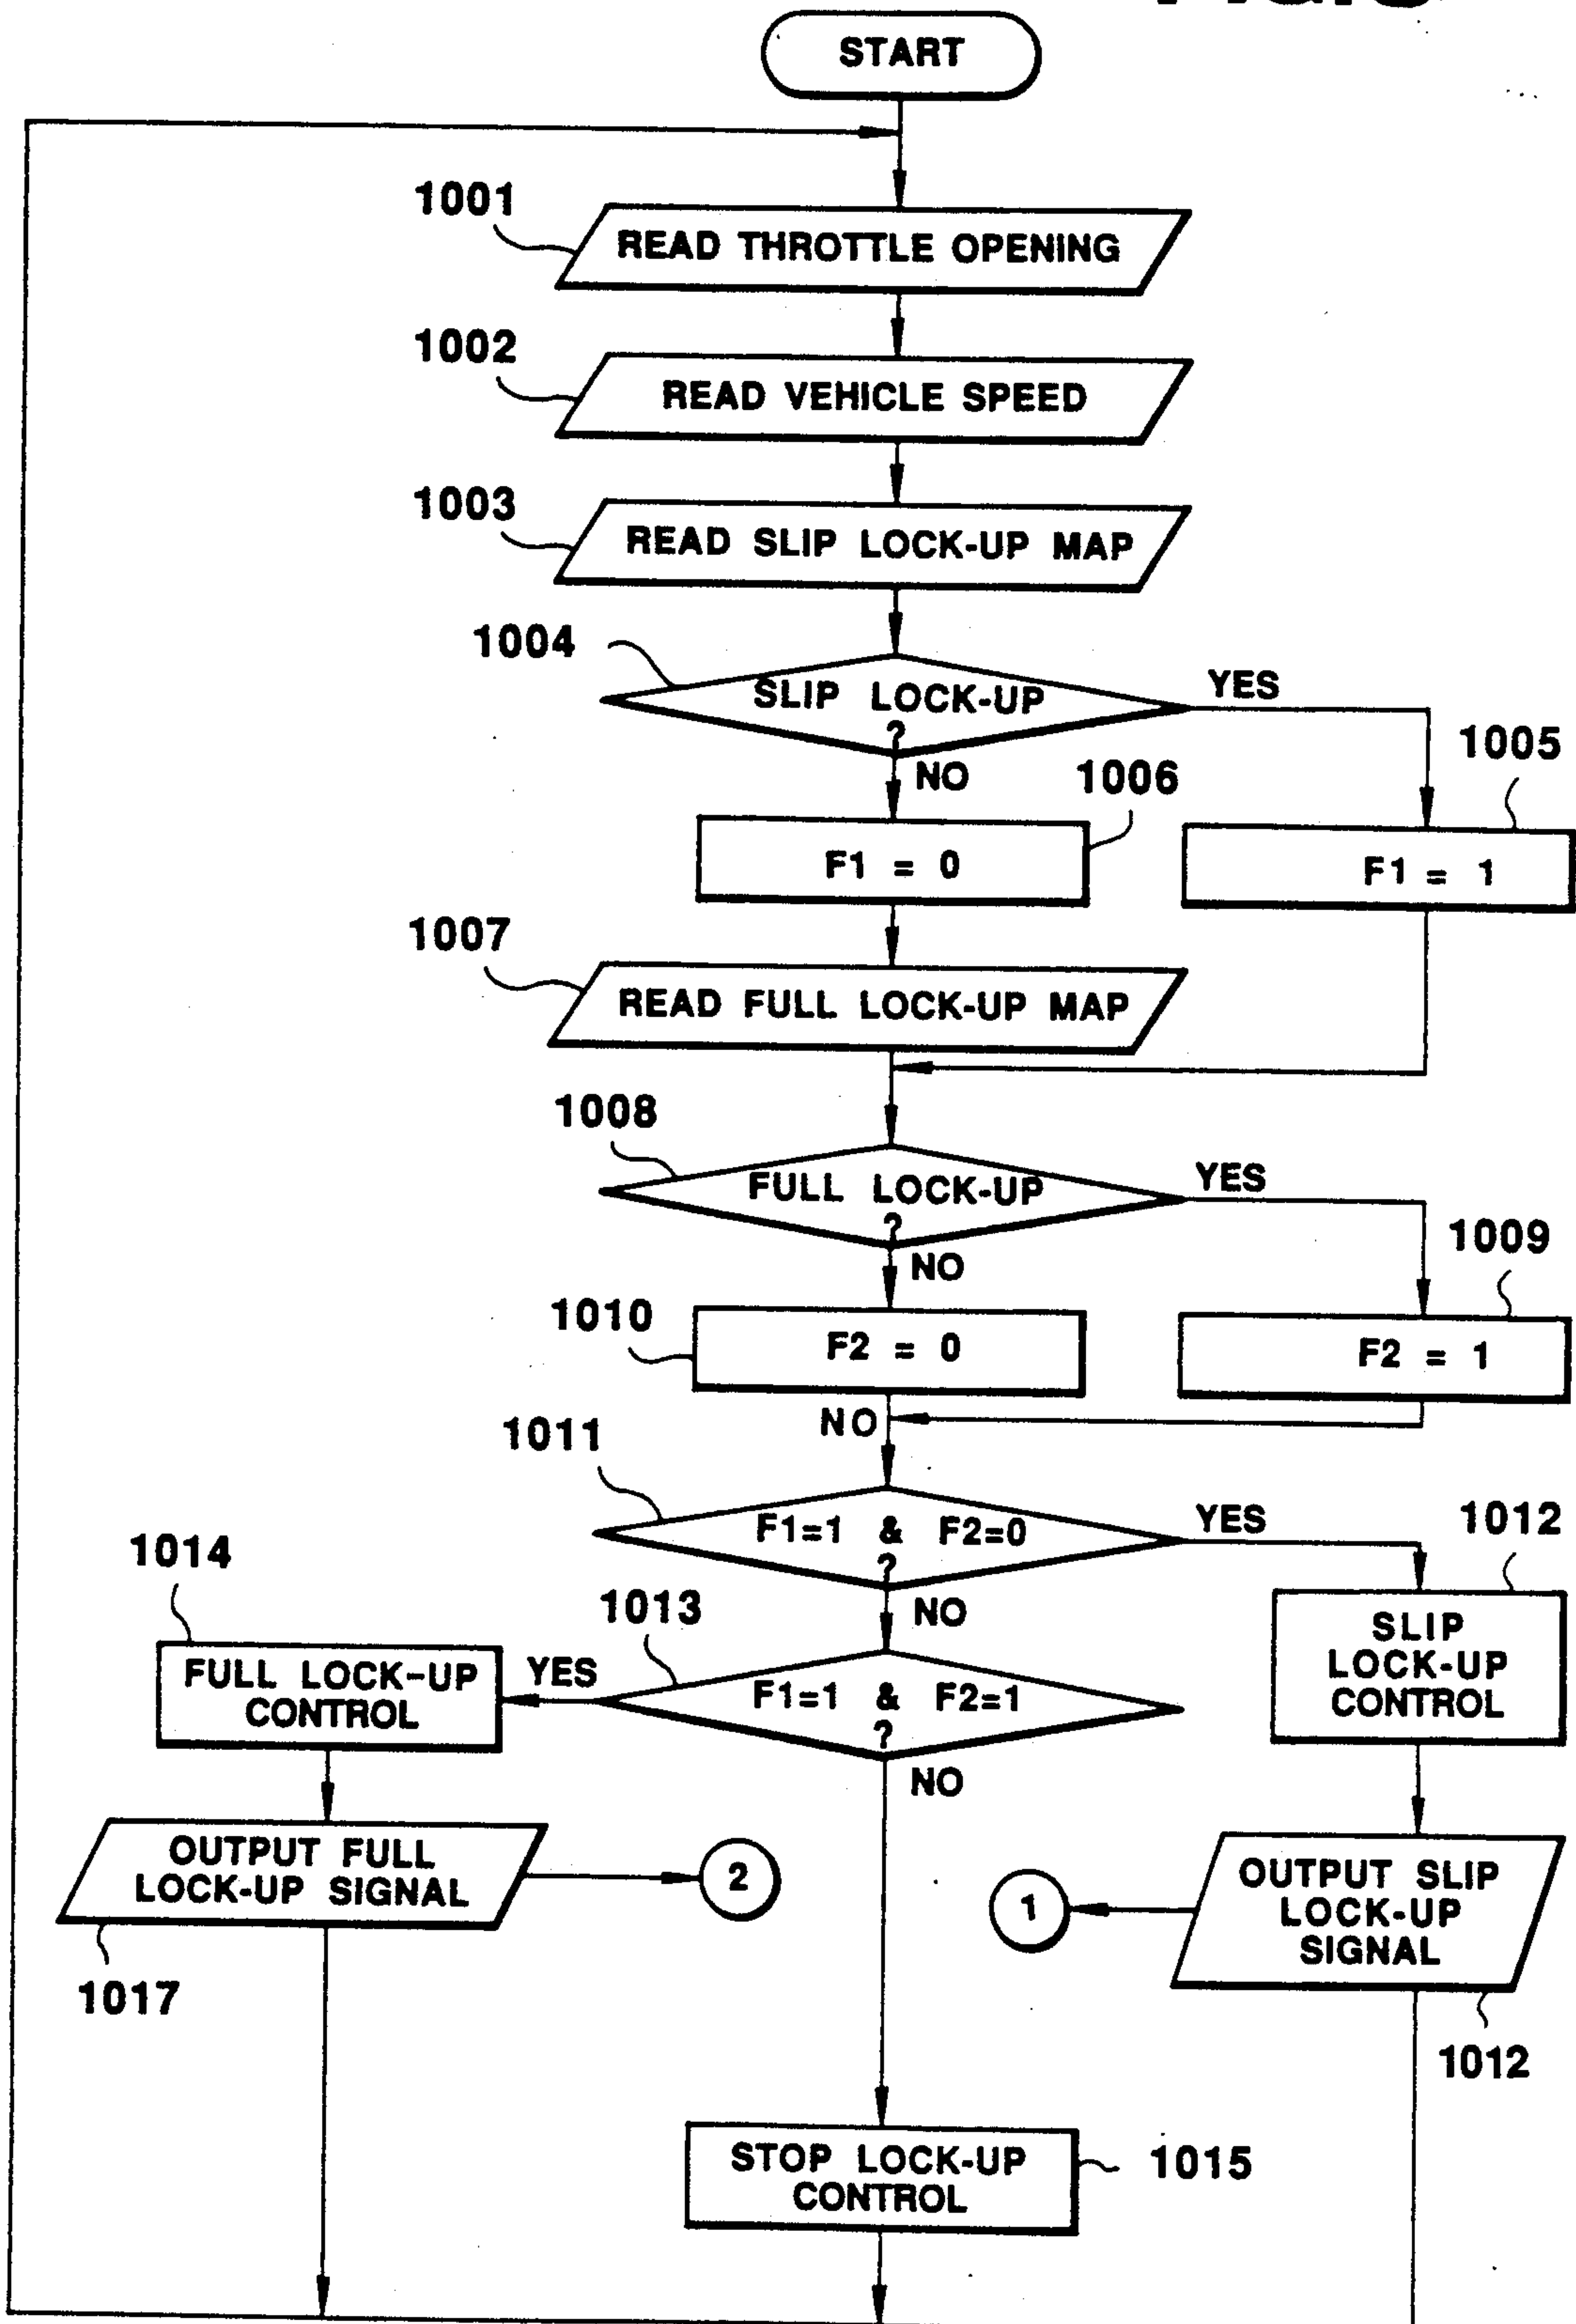 START
1001
READ THROTTLE OPENING
1002
READ VEHICLE SPEED
1003
READ SLIP LOCK-UP MAP
1004
SLIP LOCK-UP
?
YES
NO
1005
1006
F1 = 0
F1 = 1
1007
READ FULL LOCK-UP MAP
1008
FULL LOCK-UP
?
YES
NO
1009
1010
F2 = 0
F2 = 1
NO
1011
F1=1 & F2=0
?
YES
1012
NO
1014
1013
SLIP
LOCK-UP
CONTROL
FULL LOCK-UP
CONTROL
YES
F1=1 & F2=1
?
NO
OUTPUT FULL
LOCK-UP SIGNAL
2
1
OUTPUT SLIP
LOCK-UP
SIGNAL
1017
1012
STOP LOCK-UP
CONTROL
1015